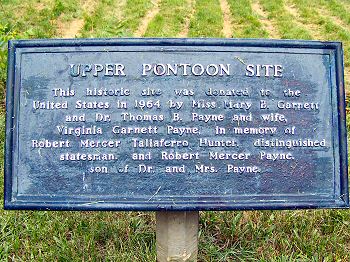 UPPER PONTOON SITE
This historic site was donated to the
United States in 1964 by Miss Mary B. Garnett
and Dr. Thomas B. Payne and wife,
Virginia Garnett Payne, in memory of
Robert Mercer Taliaferro Hunter, distinguished
statesman, and Robert Mercer Payne,
son of Dr. and Mrs. Payne.